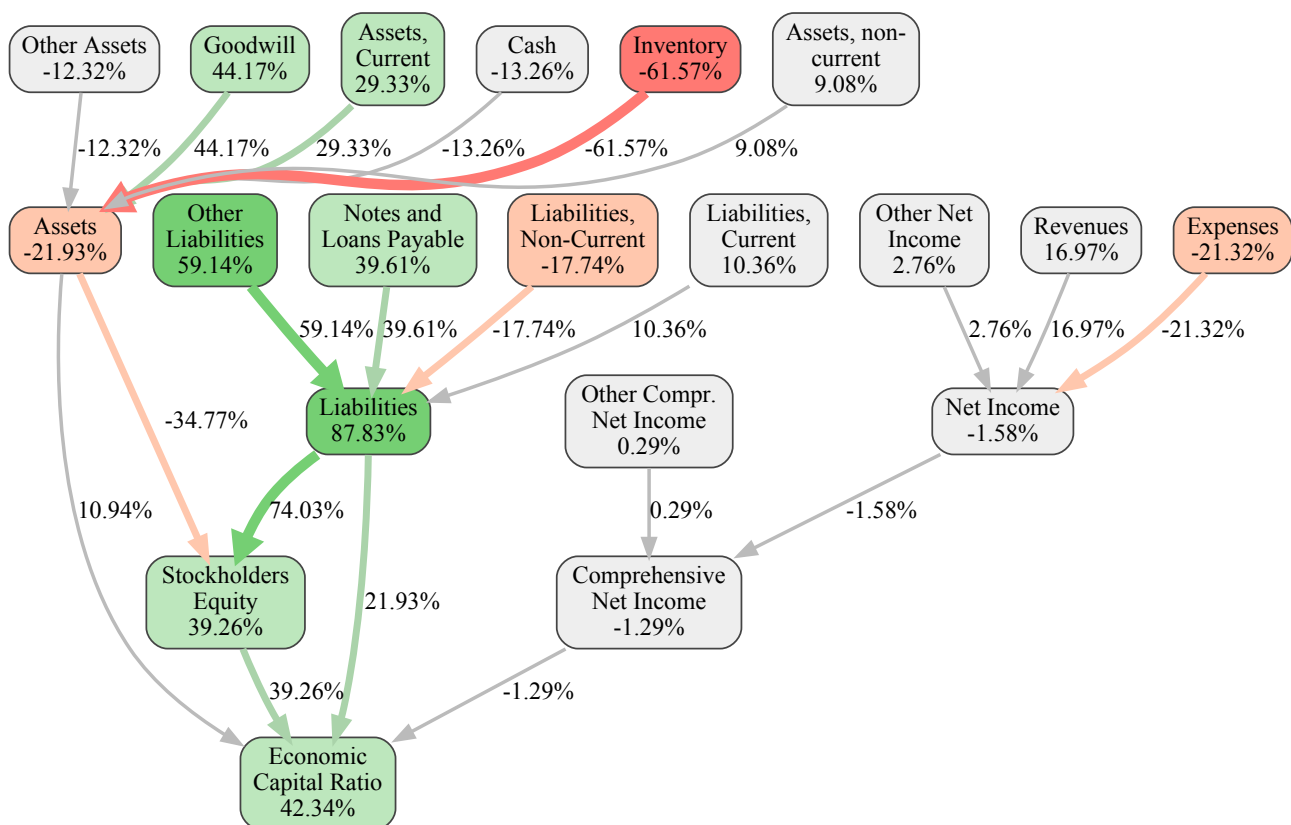 Other Assets
-12.32%
Goodwill
44.17%
Assets,
Current
29.33%
Cash
-13.26%
Inventory
-61.57%
Assets, non-
current
9.08%
-12.32%
44.17%
29.33%
-13.26%
-61.57%
9.08%
Assets
-21.93%
Other
Liabilities
59.14%
Notes and
Loans Payable
39.61%
Liabilities,
Non-Current
-17.74%
Liabilities,
Current
10.36%
Other Net
Income
2.76%
Revenues
16.97%
Expenses
-21.32%
59.14%
39.61%
-17.74%
10.36%
2.76%
16.97%
-21.32%
-34.77%
Liabilities
87.83%
Other Compr.
Net Income
0.29%
Net Income
-1.58%
10.94%
74.03%
0.29%
-1.58%
Stockholders
Equity
39.26%
21.93%
Comprehensive
Net Income
-1.29%
39.26%
-1.29%
Economic
Capital Ratio
42.34%